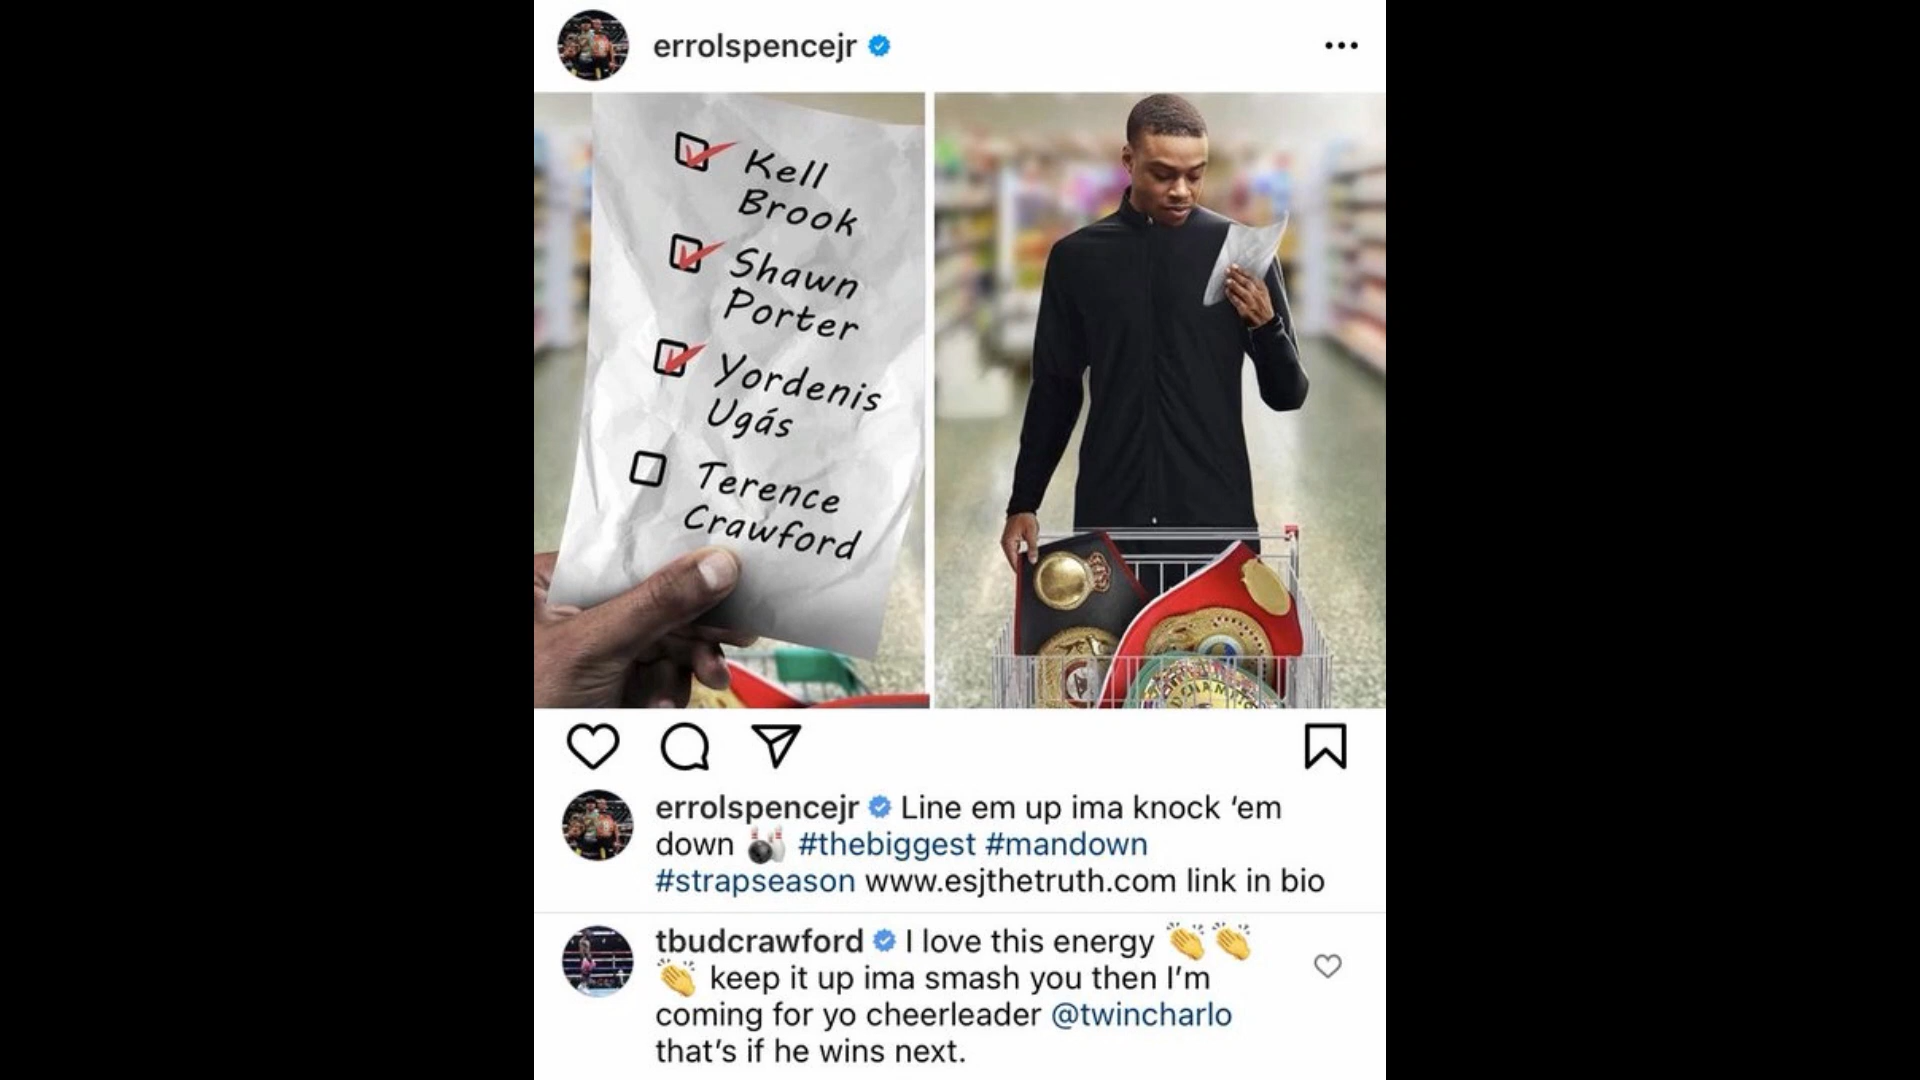 errolspencejr
Kell
Brook
Shawn
Porter
Yordenis
Ugás
Terence
Crawford
CHAMPIO
errolspencejr Line em up ima knock ‘em
down 🎳 #thebiggest #mandown
#strapseason www.esjthetruth.com link in bio
tbudcrawford I love this energy 👏👏
👏 keep it up ima smash you then I’m
coming for yo cheerleader @twincharlo
that’s if he wins next.